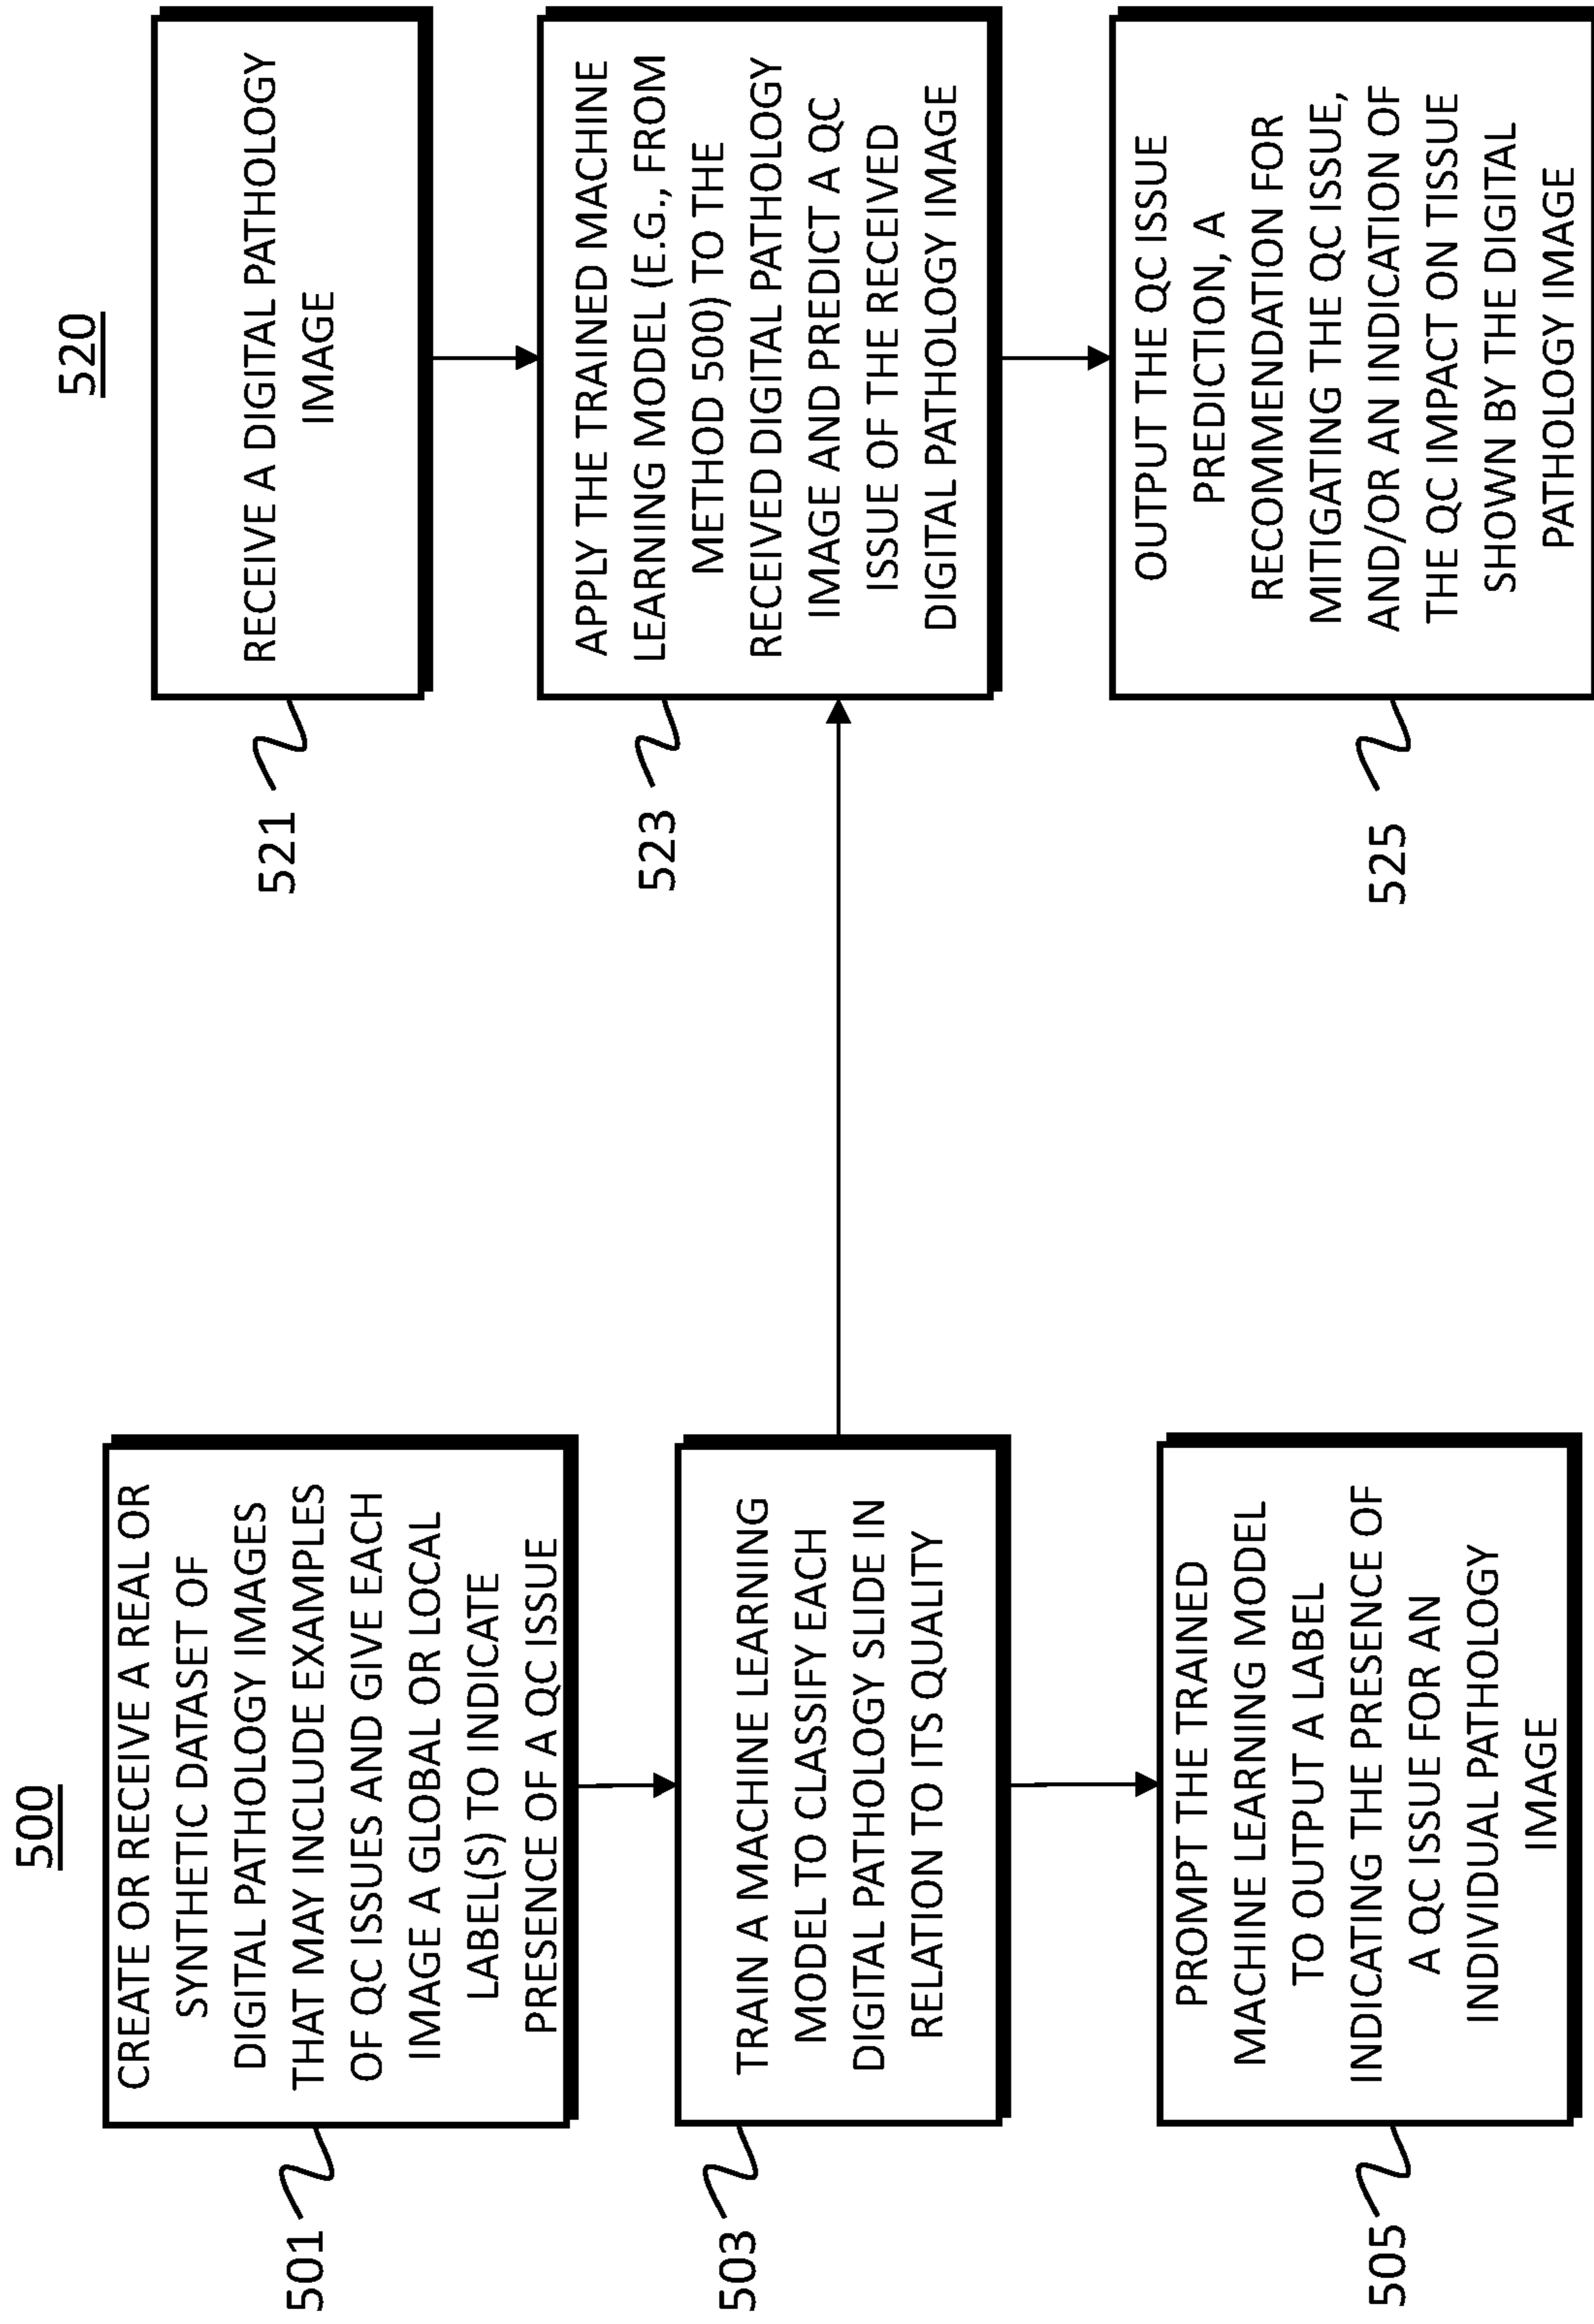 500
501
CREATE OR RECEIVE A REAL OR
SYNTHETIC DATASET OF
DIGITAL PATHOLOGY IMAGES
THAT MAY INCLUDE EXAMPLES
OF QC ISSUES AND GIVE EACH
IMAGE A GLOBAL OR LOCAL
LABEL(S) TO INDICATE
PRESENCE OF A QC ISSUE
503
TRAIN A MACHINE LEARNING
MODEL TO CLASSIFY EACH
DIGITAL PATHOLOGY SLIDE IN
RELATION TO ITS QUALITY
505
PROMPT THE TRAINED
MACHINE LEARNING MODEL
TO OUTPUT A LABEL
INDICATING THE PRESENCE OF
A QC ISSUE FOR AN
INDIVIDUAL PATHOLOGY
IMAGE
520
521
RECEIVE A DIGITAL PATHOLOGY
IMAGE
523
APPLY THE TRAINED MACHINE
LEARNING MODEL (E.G., FROM
METHOD 500) TO THE
RECEIVED DIGITAL PATHOLOGY
IMAGE AND PREDICT A QC
ISSUE OF THE RECEIVED
DIGITAL PATHOLOGY IMAGE
525
OUTPUT THE QC ISSUE
PREDICTION, A
RECOMMENDATION FOR
MITIGATING THE QC ISSUE,
AND/OR AN INDICATION OF
THE QC IMPACT ON TISSUE
SHOWN BY THE DIGITAL
PATHOLOGY IMAGE